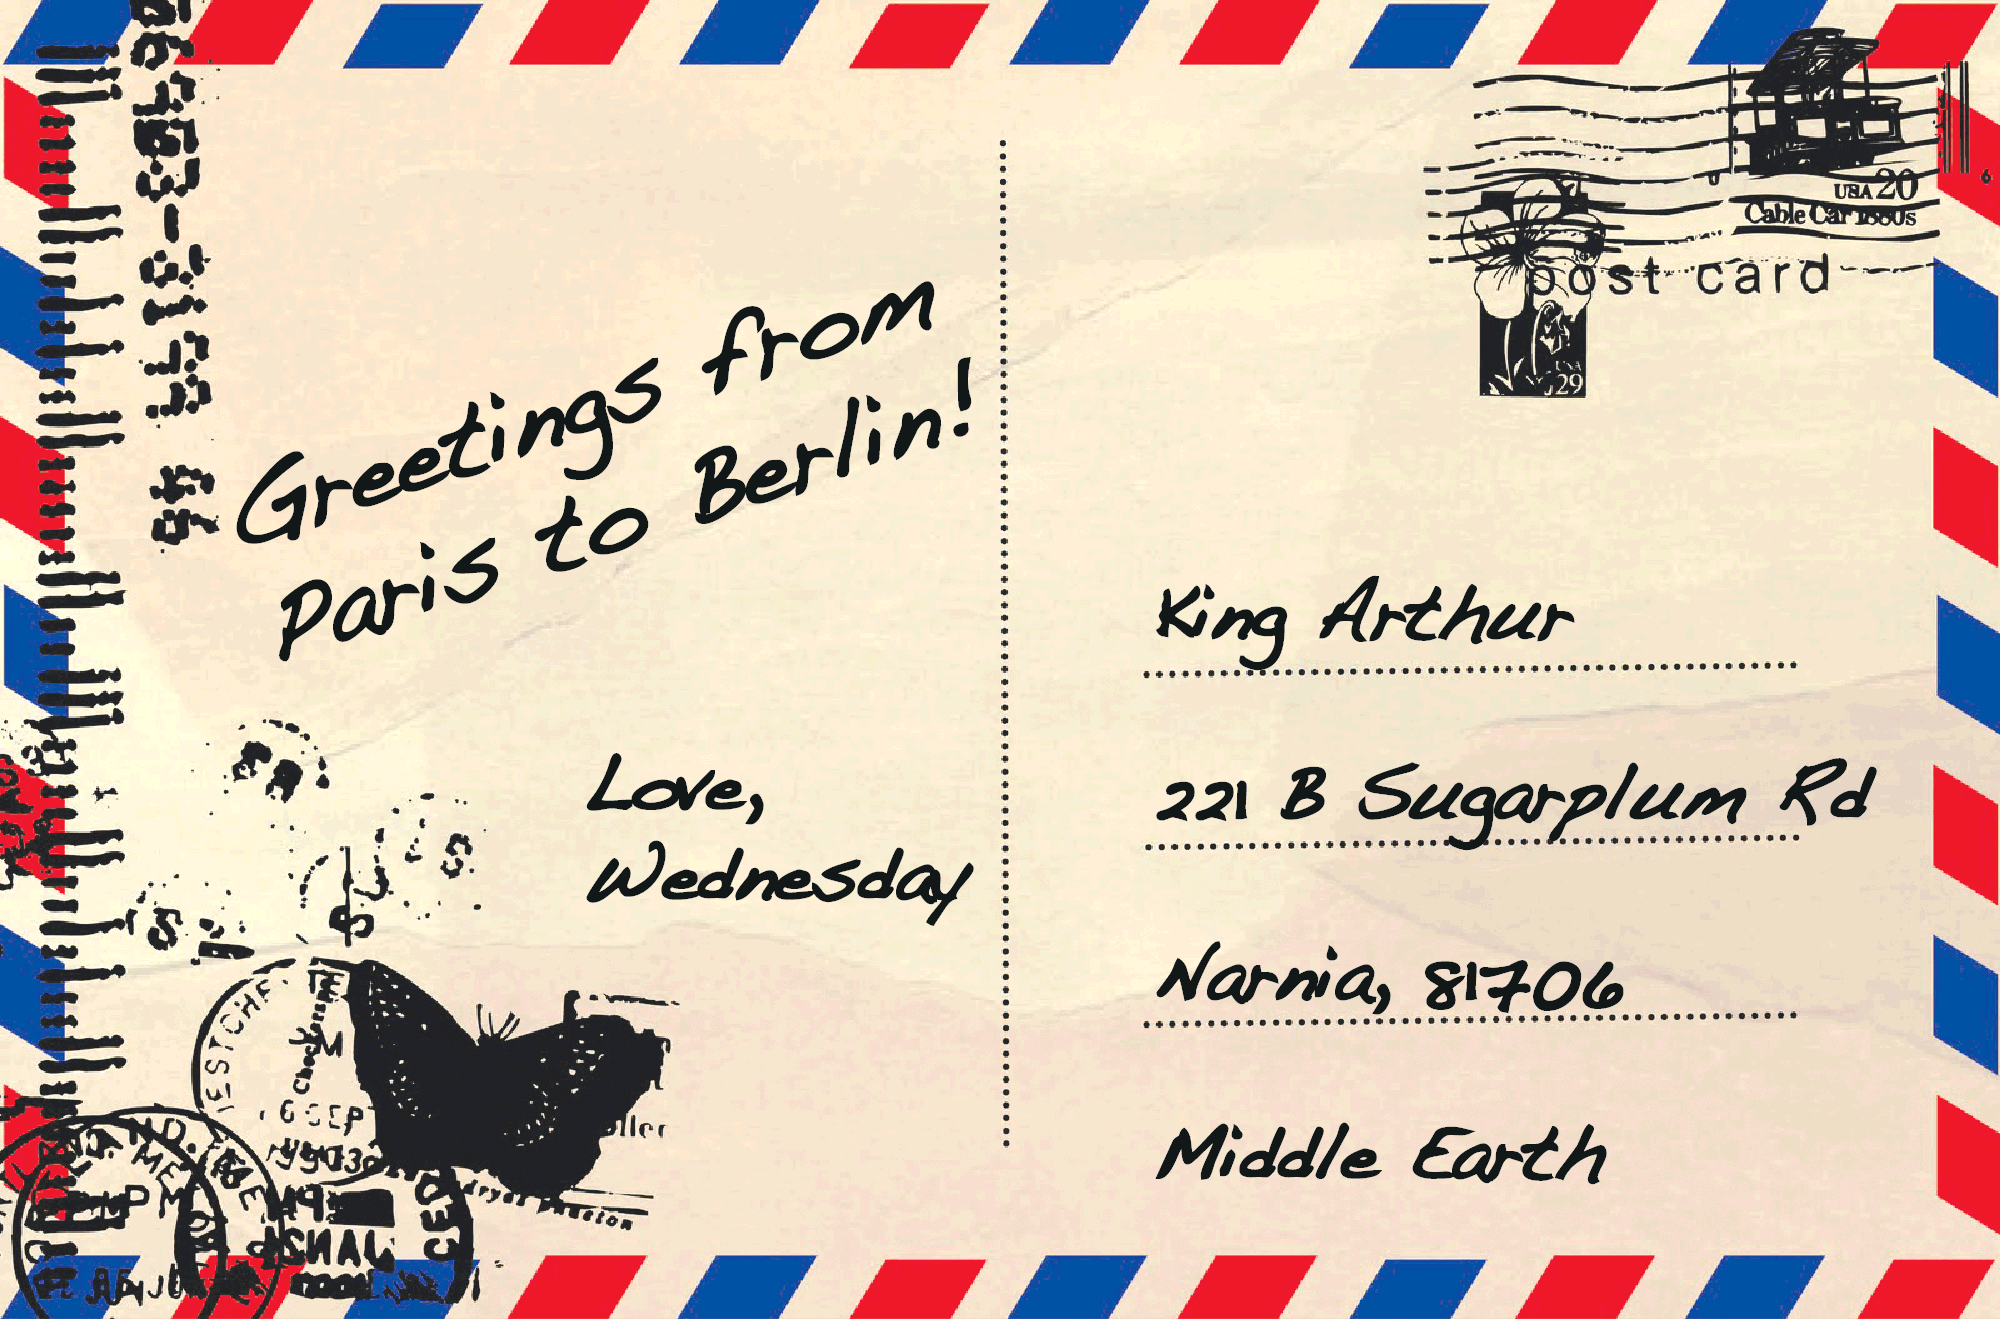 Greetings from
Paris to Berlin!
Love,
Wednesday
USA 20
Cable Car 1880s
post card
USA
29
King Arthur
221 B Sugarplum Rd
Narnia, 81706
Middle Earth